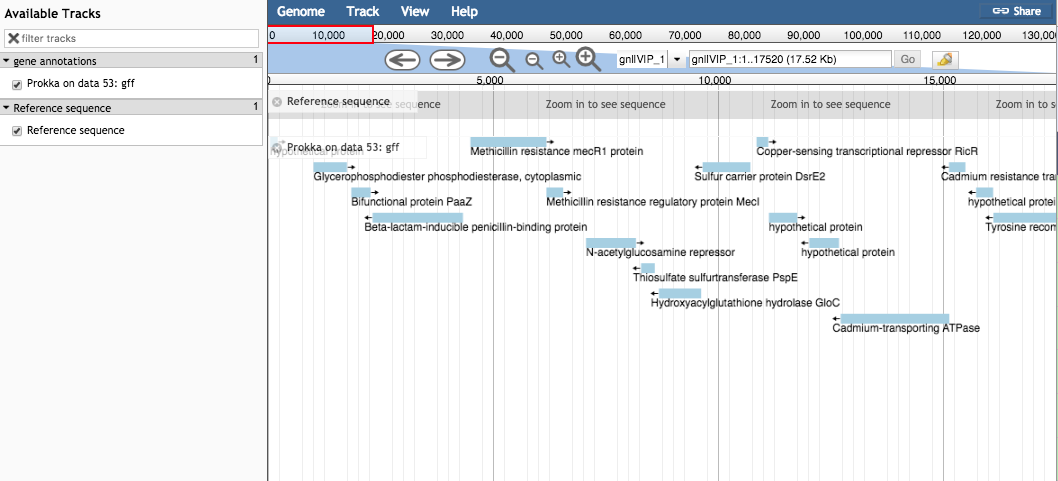 Available Tracks
filter tracks
gene annotations 1
Prokka on data 53: gff
Reference sequence 1
Reference sequence
Genome Track View Help Share
0 10,000 20,000 30,000 40,000 50,000 60,000 70,000 80,000 90,000 100,000 110,000 120,000 130,000
gnllVIP_1 gnllVIP_1:1..17520 (17.52 Kb) Go
0 5,000 10,000 15,000
Reference sequence Zoom in to see sequence Zoom in to see sequence Zoom in to see sequence Zoom in to s
Prokka on data 53: gff
hypothetical protein
Methicillin resistance mecR1 protein Copper-sensing transcriptional repressor RicR
Glycerophosphodiester phosphodiesterase, cytoplasmic Sulfur carrier protein DsrE2 Cadmium resistance tra
Bifunctional protein PaaZ Methicillin resistance regulatory protein MecI hypothetical protei
Beta-lactam-inducible penicillin-binding protein hypothetical protein Tyrosine recom
N-acetylglucosamine repressor hypothetical protein
Thiosulfate sulfurtransferase PspE
Hydroxyacylglutathione hydrolase GloC
Cadmium-transporting ATPase